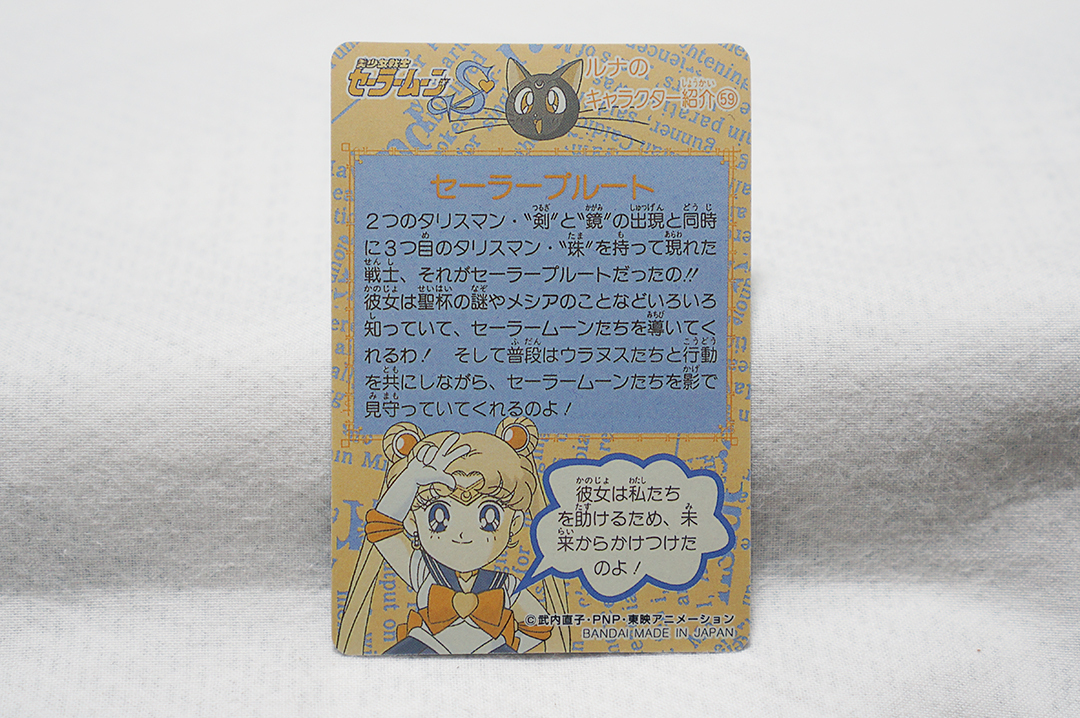 美少女戦士
セーラームーンS
ルナの
キャラクター紹介59
セーラープルート
2つのタリスマン・〝剣〟と〝鏡〟の出現と同時
に3つ目のタリスマン・〝珠〟を持って現れた
戦士、それがセーラープルートだったの!!
彼女は聖杯の謎やメシアのことなどいろいろ
知っていて、セーラームーンたちを導いてく
れるわ! そして普段はウラヌスたちと行動
を共にしながら、セーラームーンたちを影で
見守っていてくれるのよ!
彼女は私たち
を助けるため、未
来からかけつけた
のよ!
©武内直子・PNP・東映アニメーション
BANDAI MADE IN JAPAN